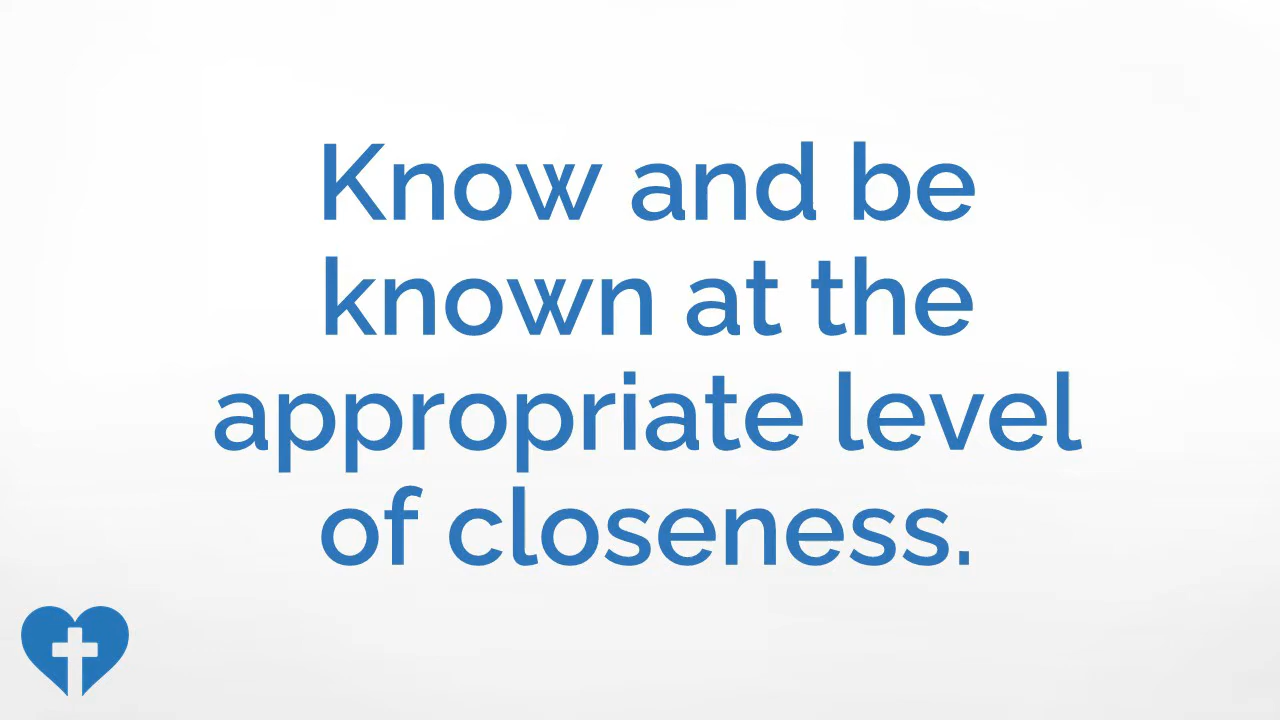 Know and be
known at the
appropriate level
of closeness.